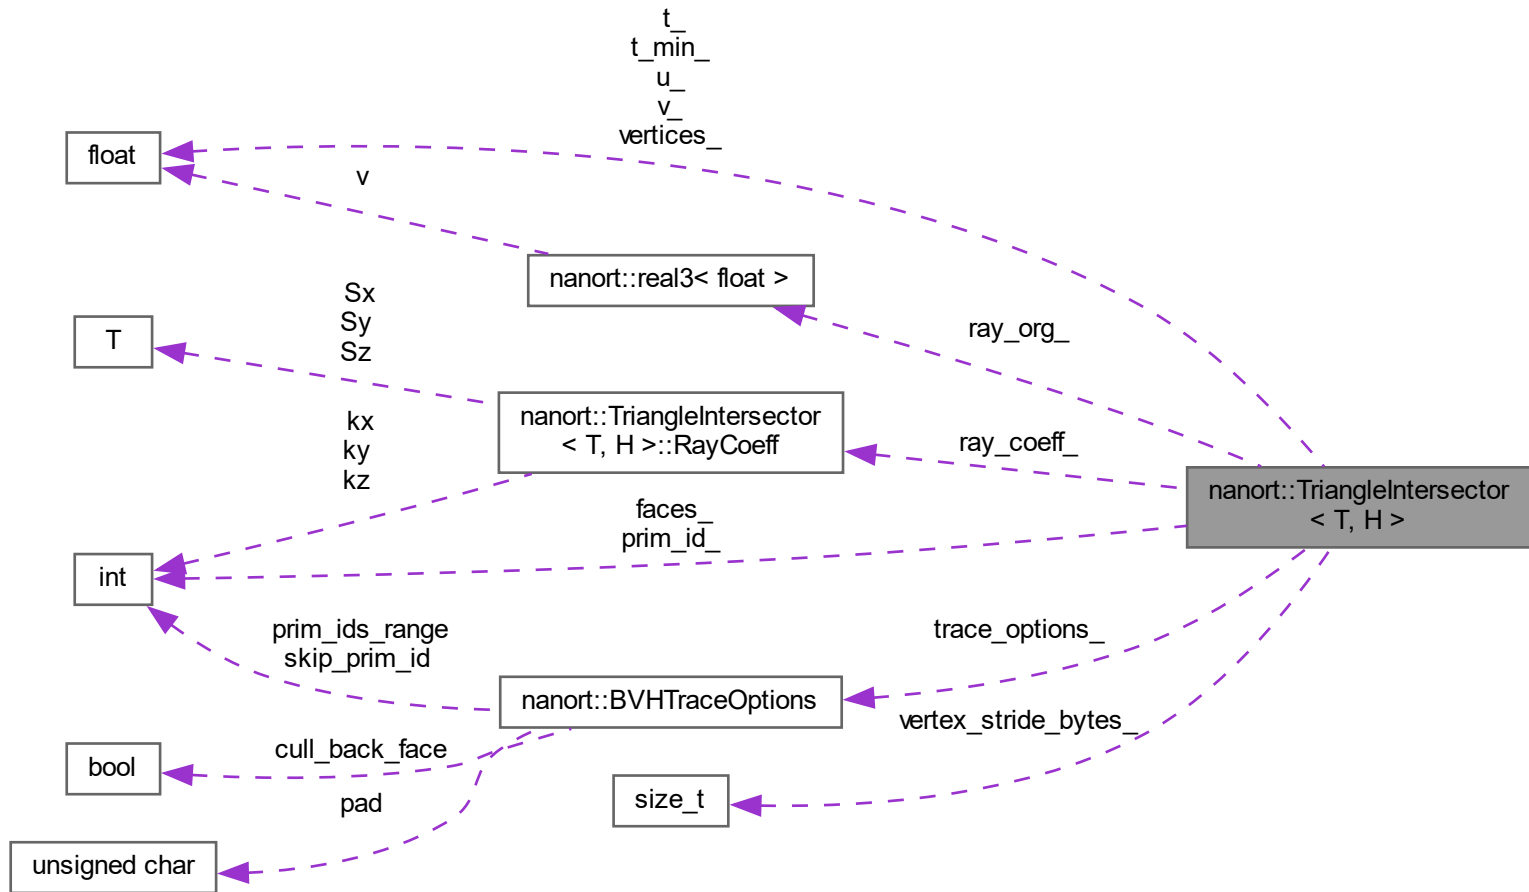 t_
t_min_
u_
v_
vertices_
float
v
nanort::real3< float >
Sx
Sy
Sz
T
ray_org_
nanort::TriangleIntersector
< T, H >::RayCoeff
kx
ky
kz
ray_coeff_
nanort::TriangleIntersector
< T, H >
faces_
prim_id_
int
prim_ids_range
skip_prim_id
trace_options_
nanort::BVHTraceOptions
vertex_stride_bytes_
cull_back_face
bool
size_t
pad
unsigned char